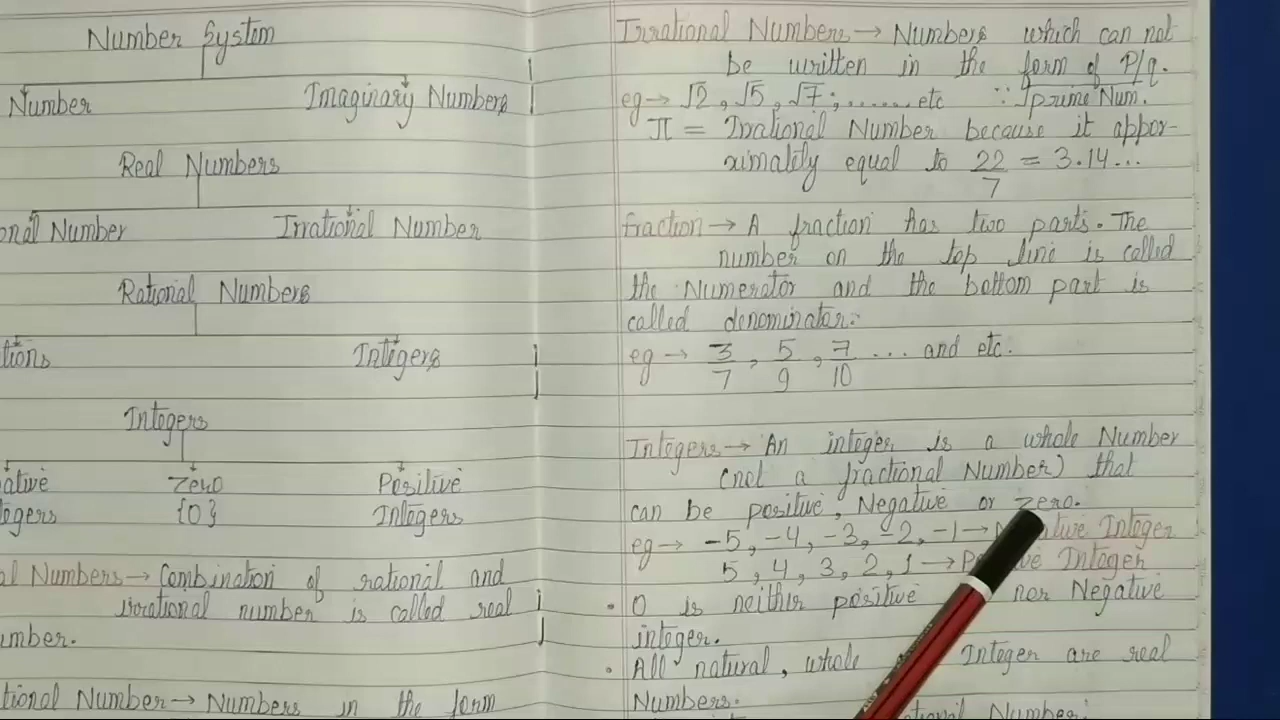 Number System
Number Imaginary Numbers
Real Numbers
onal Number Irrational Number
Rational Numbers
tions Integers
Integers
ative Zero Positive
tegers {0} Integers
al Numbers → Combination of rational and
irrational number is called real
umber.
tional Number → Numbers in the form
Irrational Numbers → Numbers which can not
be written in the form of P/q.
eg → √2, √5, √7; ...... etc ∵ √prime Num.
π = Irrational Number because it appor-
ximately equal to 22/7 = 3.14...
fraction → A fraction has two parts. The
number on the top line is called
the Numerator and the bottom part is
called denominator.
eg → 3/7, 5/9, 7/10 ... and etc.
Integers → An integer is a whole Number
(not a fractional Number) that
can be positive, Negative or zero.
eg → -5, -4, -3, -2, -1 → Integer
5, 4, 3, 2, 1 → Integer
• 0 is neither positive nor Negative
integer.
• All natural, whole Integer are real
Numbers.
tional Number: